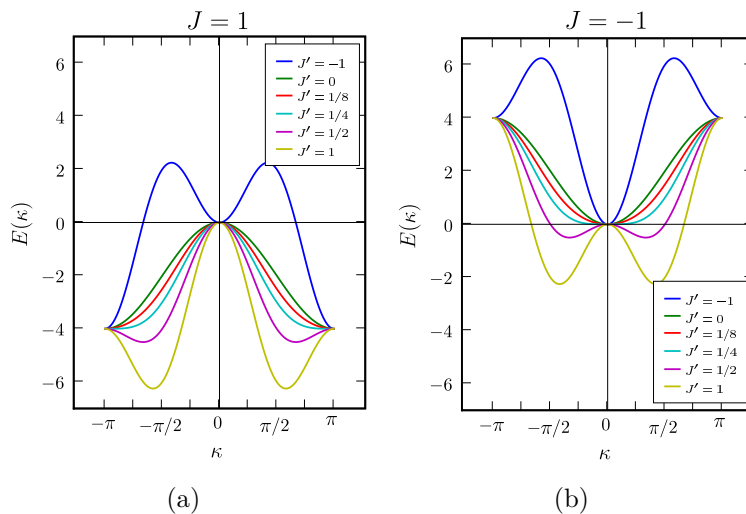 J = 1
E(κ)
6
4
2
0
−2
−4
−6
J′ = −1
J′ = 0
J′ = 1/8
J′ = 1/4
J′ = 1/2
J′ = 1
−π
−π/2
0
π/2
π
κ
(a)
J = −1
E(κ)
6
4
2
0
−2
−4
−6
J′ = −1
J′ = 0
J′ = 1/8
J′ = 1/4
J′ = 1/2
J′ = 1
−π
−π/2
0
π/2
π
κ
(b)